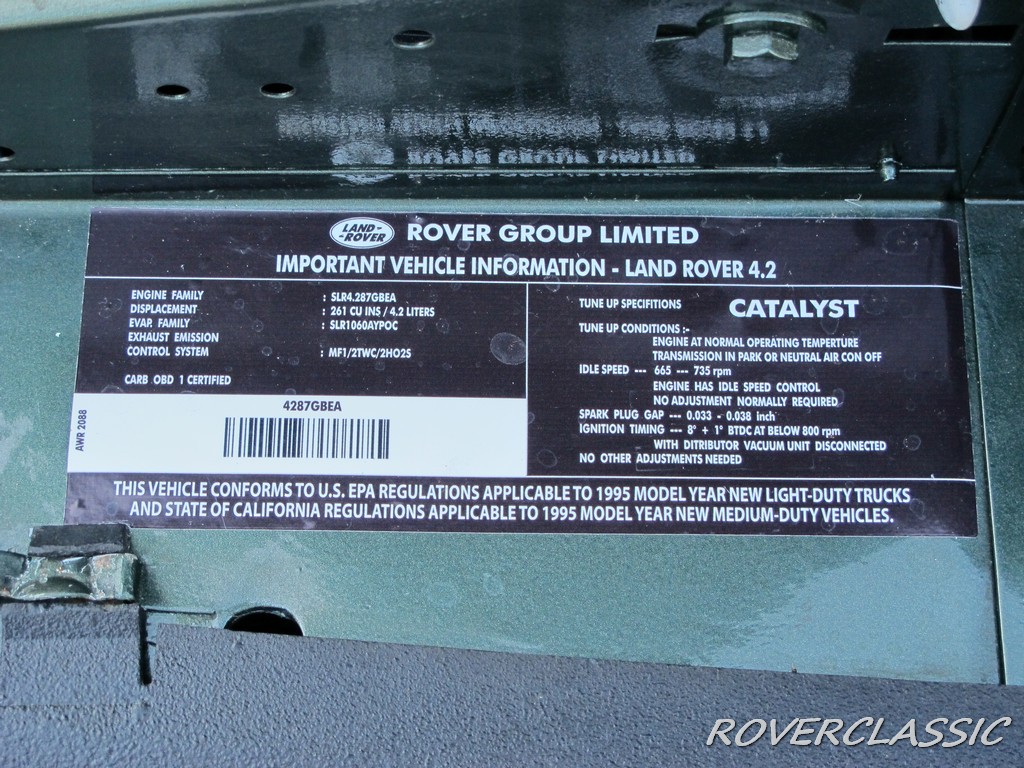 LAND-
-ROVER
ROVER GROUP LIMITED
IMPORTANT VEHICLE INFORMATION - LAND ROVER 4.2
ENGINE FAMILY : SLR4.287GBEA
DISPLACEMENT : 261 CU INS / 4.2 LITERS
EVAP. FAMILY : SLR1060AYPOC
EXHAUST EMISSION
CONTROL SYSTEM : MF1/2TWC/2HO2S
CARB OBD 1 CERTIFIED
4287GBEA
AWR 2088
TUNE UP SPECIFITIONS CATALYST
TUNE UP CONDITIONS :-
ENGINE AT NORMAL OPERATING TEMPERTURE
TRANSMISSION IN PARK OR NEUTRAL AIR CON OFF
IDLE SPEED --- 665 --- 735 rpm
ENGINE HAS IDLE SPEED CONTROL
NO ADJUSTMENT NORMALLY REQUIRED
SPARK PLUG GAP --- 0.033 - 0.038 inch
IGNITION TIMING --- 8° + 1° BTDC AT BELOW 800 rpm
WITH DITRIBUTOR VACUUM UNIT DISCONNECTED
NO OTHER ADJUSTMENTS NEEDED
THIS VEHICLE CONFORMS TO U.S. EPA REGULATIONS APPLICABLE TO 1995 MODEL YEAR NEW LIGHT-DUTY TRUCKS
AND STATE OF CALIFORNIA REGULATIONS APPLICABLE TO 1995 MODEL YEAR NEW MEDIUM-DUTY VEHICLES.
ROVERCLASSIC